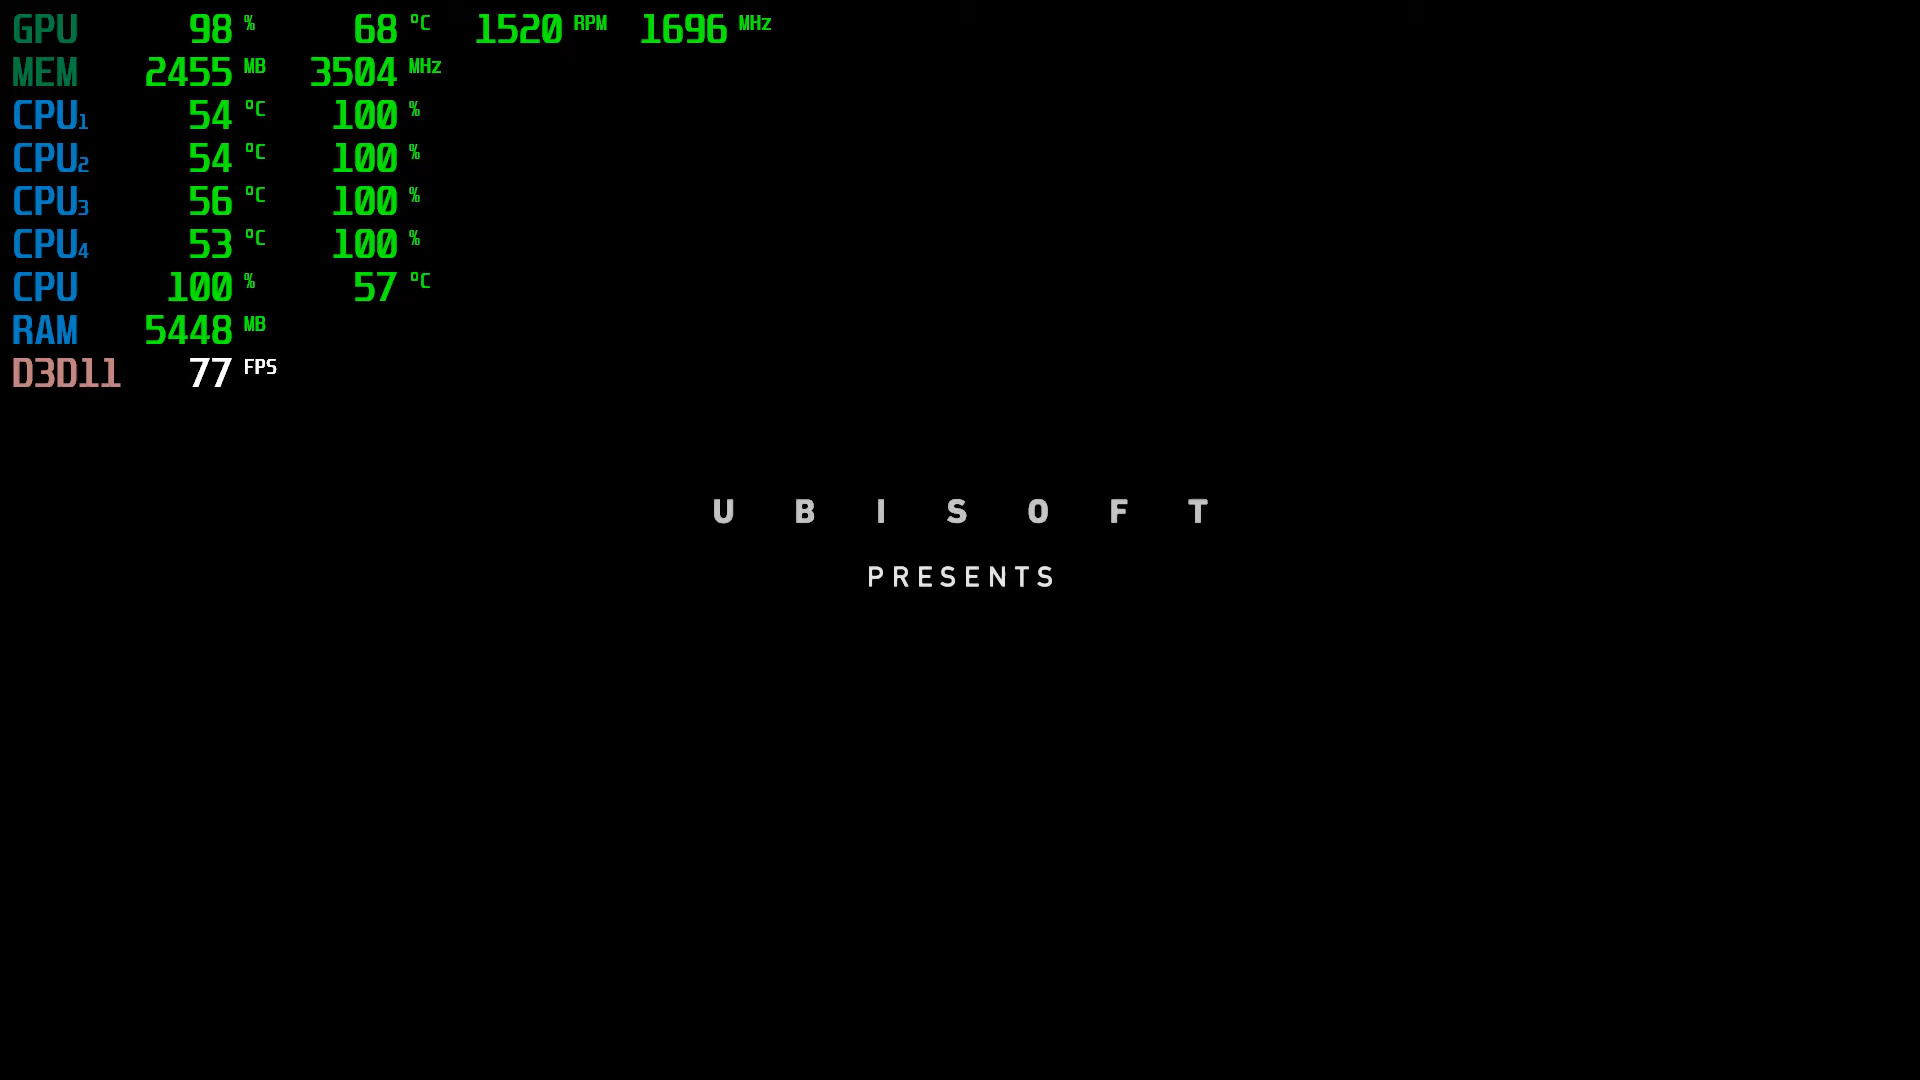 GPU 98 % 68 °C 1520 RPM 1696 MHz
MEM 2455 MB 3504 MHz
CPU1 54 °C 100 %
CPU2 54 °C 100 %
CPU3 56 °C 100 %
CPU4 53 °C 100 %
CPU 100 % 57 °C
RAM 5448 MB
D3D11 77 FPS
UBISOFT
PRESENTS